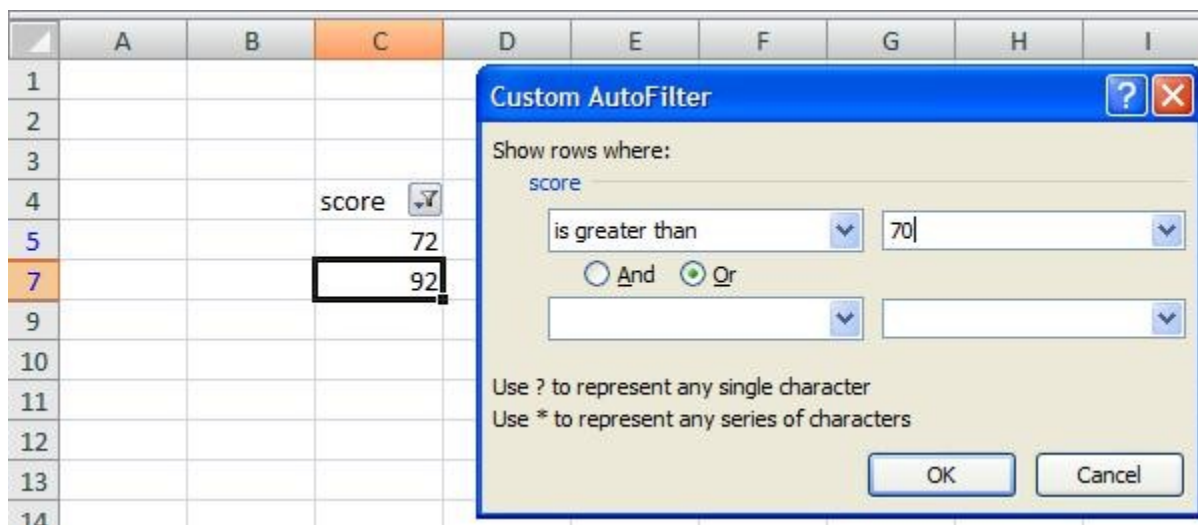 A B C D E F G H I
1
2
3
4 score
5 72
7 92
9
10
11
12
13
14
Custom AutoFilter ?
Show rows where:
score
is greater than 70
And Or
Use ? to represent any single character
Use * to represent any series of characters
OK Cancel